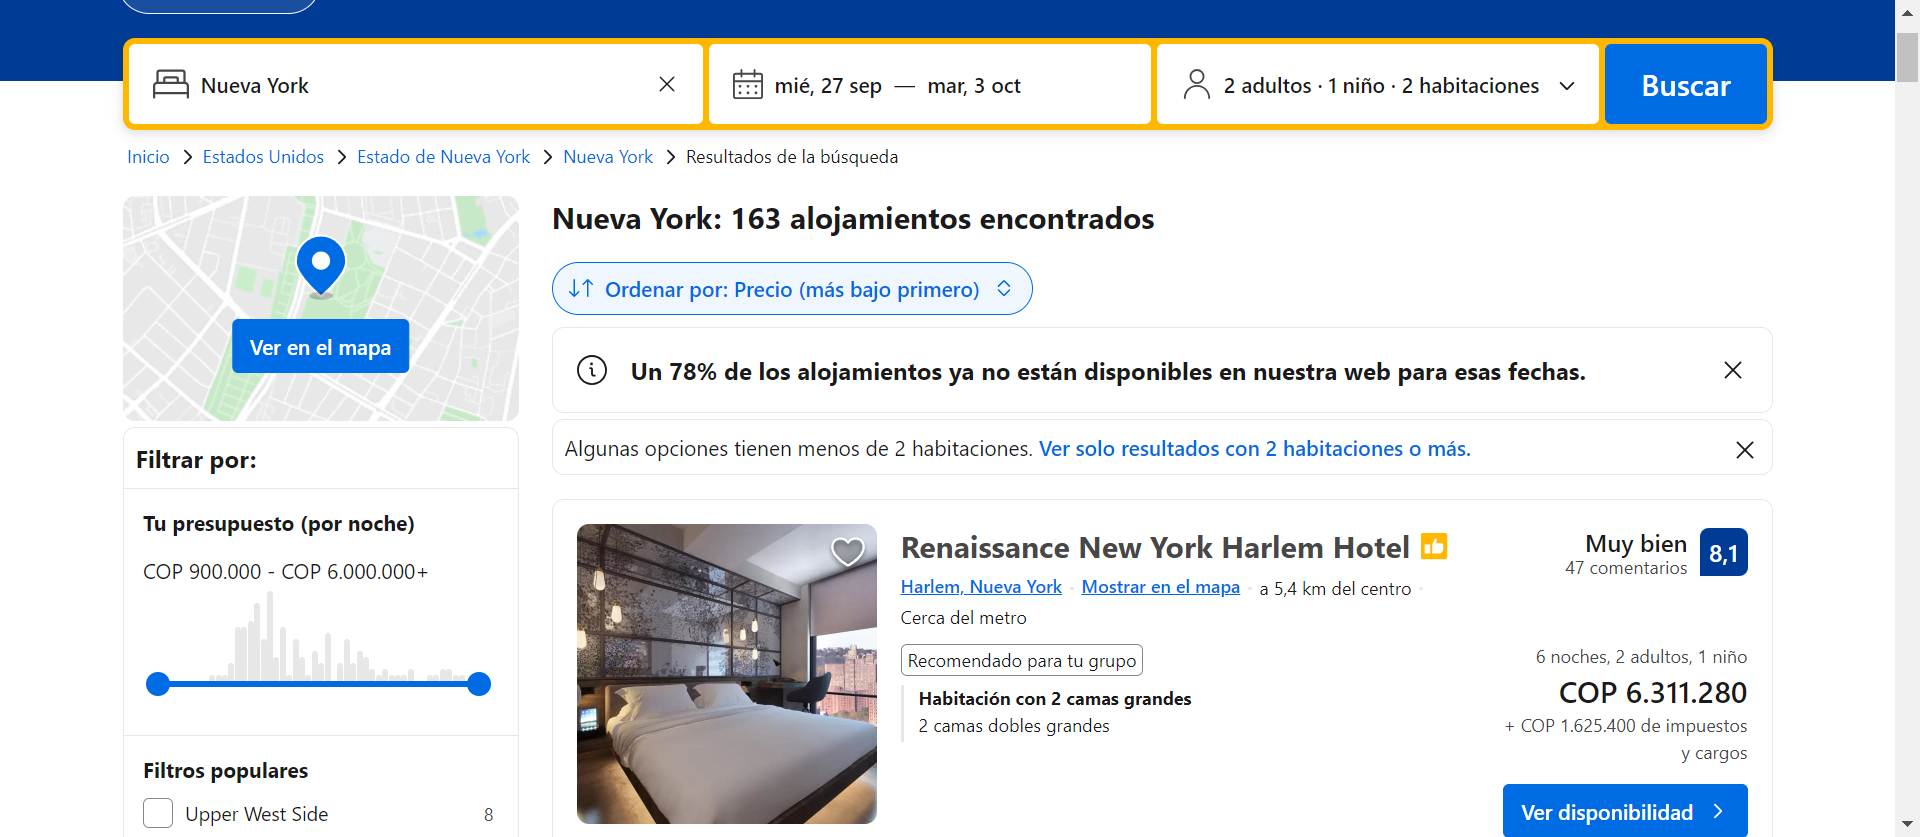 Nueva York
mié, 27 sep — mar, 3 oct
2 adultos · 1 niño · 2 habitaciones
Buscar
Inicio > Estados Unidos > Estado de Nueva York > Nueva York > Resultados de la búsqueda
Ver en el mapa
Filtrar por:
Tu presupuesto (por noche)
COP 900.000 - COP 6.000.000+
Filtros populares
Upper West Side 8
Nueva York: 163 alojamientos encontrados
Ordenar por: Precio (más bajo primero)
Un 78% de los alojamientos ya no están disponibles en nuestra web para esas fechas.
Algunas opciones tienen menos de 2 habitaciones. Ver solo resultados con 2 habitaciones o más.
Renaissance New York Harlem Hotel
Harlem, Nueva York · Mostrar en el mapa · a 5,4 km del centro ·
Cerca del metro
Recomendado para tu grupo
Habitación con 2 camas grandes
2 camas dobles grandes
Muy bien
47 comentarios
8,1
6 noches, 2 adultos, 1 niño
COP 6.311.280
+ COP 1.625.400 de impuestos
y cargos
Ver disponibilidad